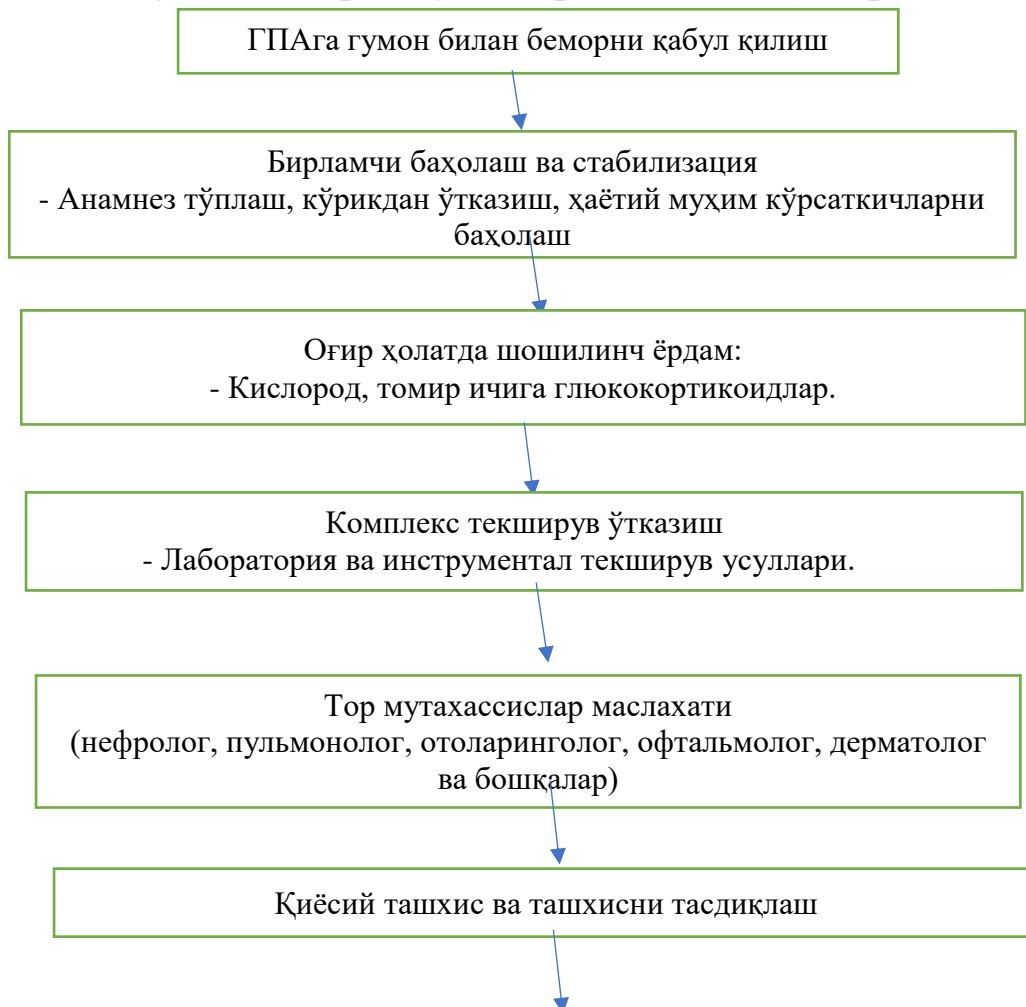 ГПАга гумон билан беморни қабул қилиш
Бирламчи баҳолаш ва стабилизация
- Анамнез тўплаш, кўрикдан ўтказиш, ҳаётий муҳим кўрсаткичларни
баҳолаш
Оғир ҳолатда шошилинч ёрдам:
- Кислород, томир ичига глюкокортикоидлар.
Комплекс текширув ўтказиш
- Лаборатория ва инструментал текширув усуллари.
Тор мутахассислар маслахати
(нефролог, пульмонолог, отоларинголог, офтальмолог, дерматолог
ва бошқалар)
Қиёсий ташхис ва ташхисни тасдиқлаш